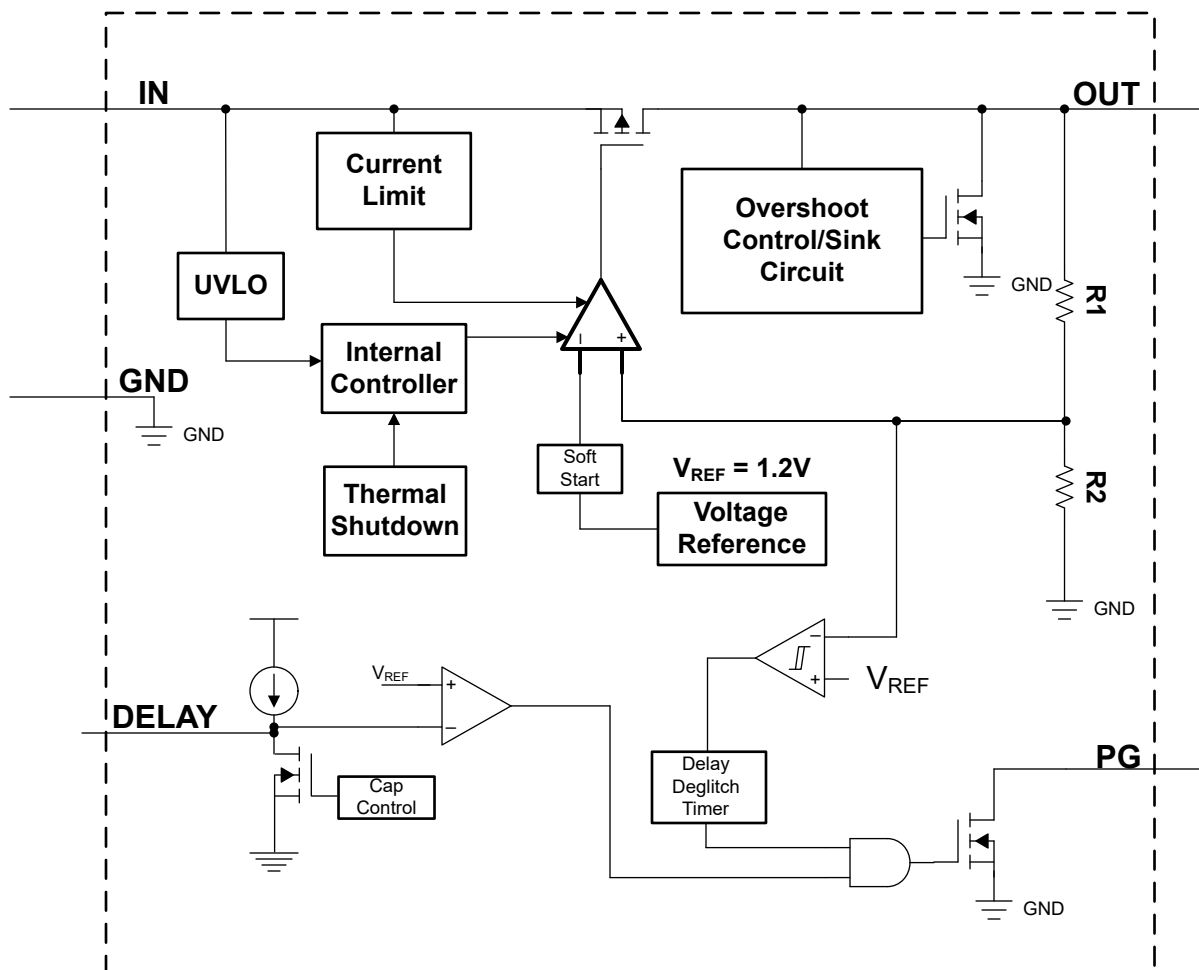 IN
OUT
Current
Limit
Overshoot
Control/Sink
Circuit
GND
R1
UVLO
Internal
Controller
– +
GND
GND
Soft
Start
VREF = 1.2V
R2
Thermal
Shutdown
Voltage
Reference
GND
–
+
VREF
VREF
+
–
DELAY
Cap
Control
Delay
Deglitch
Timer
PG
GND